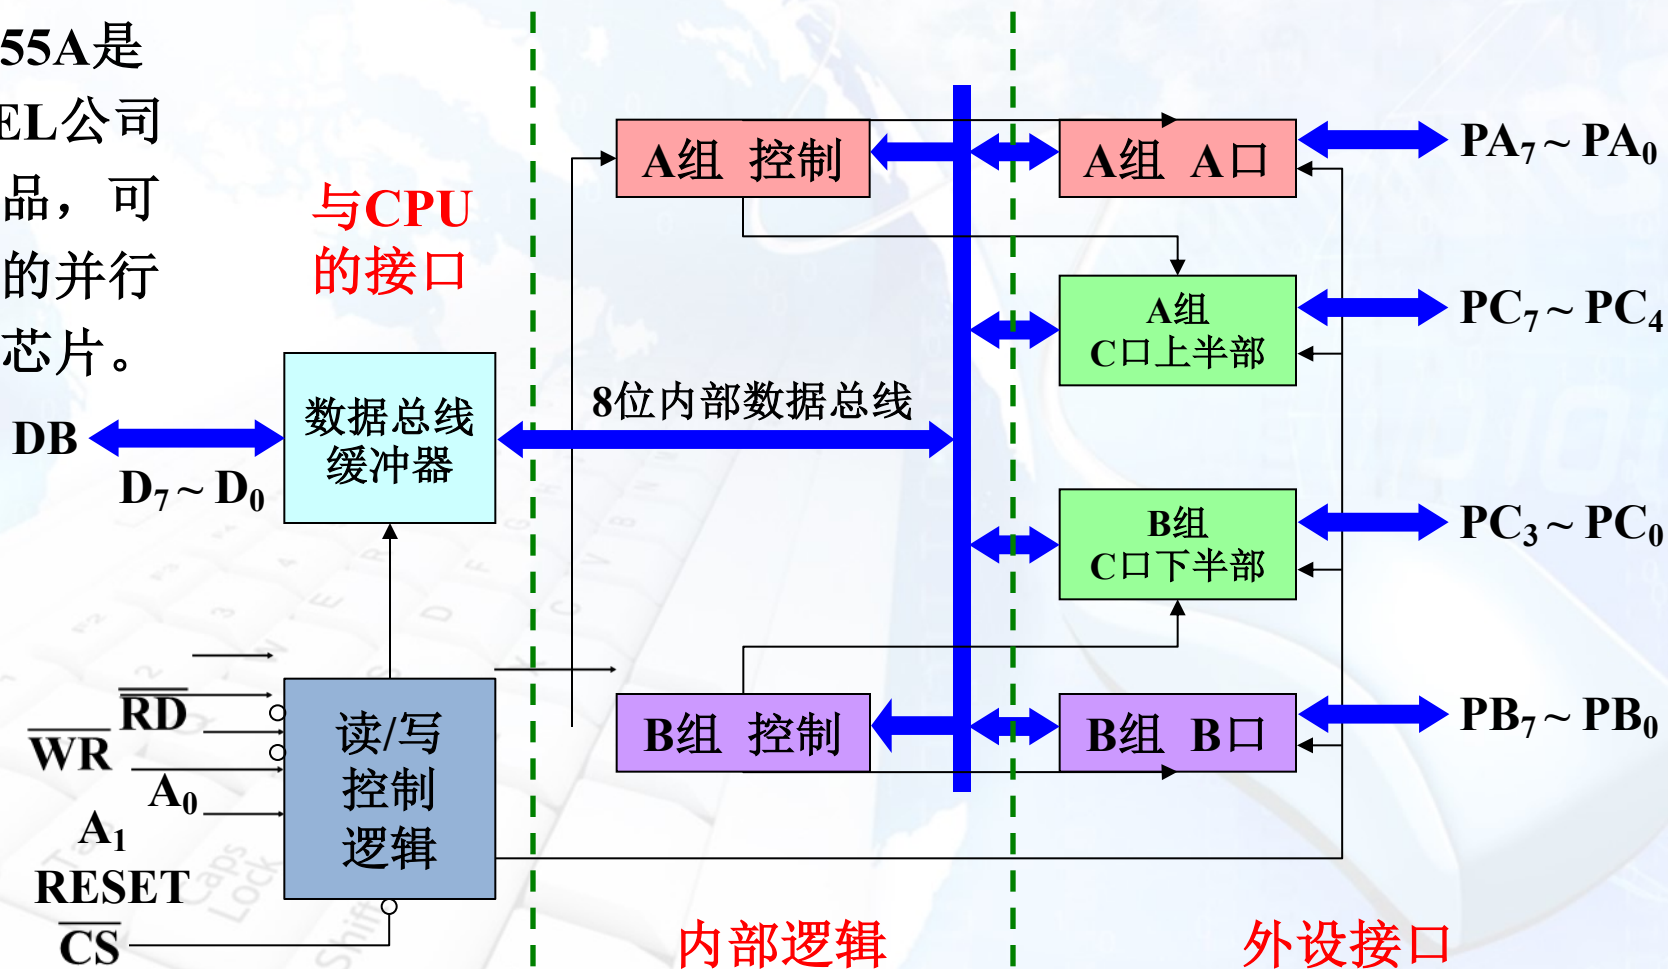 55A是
EL公司
品，可
的并行
芯片。
与CPU
的接口
A组 控制
A组 A口
PA7 ~ PA0
A组
C口上半部
PC7 ~ PC4
数据总线
缓冲器
8位内部数据总线
DB
D7 ~ D0
B组
C口下半部
PC3 ~ PC0
读/写
控制
逻辑
B组 控制
B组 B口
PB7 ~ PB0
RD
WR
A0
A1
RESET
CS
内部逻辑
外设接口